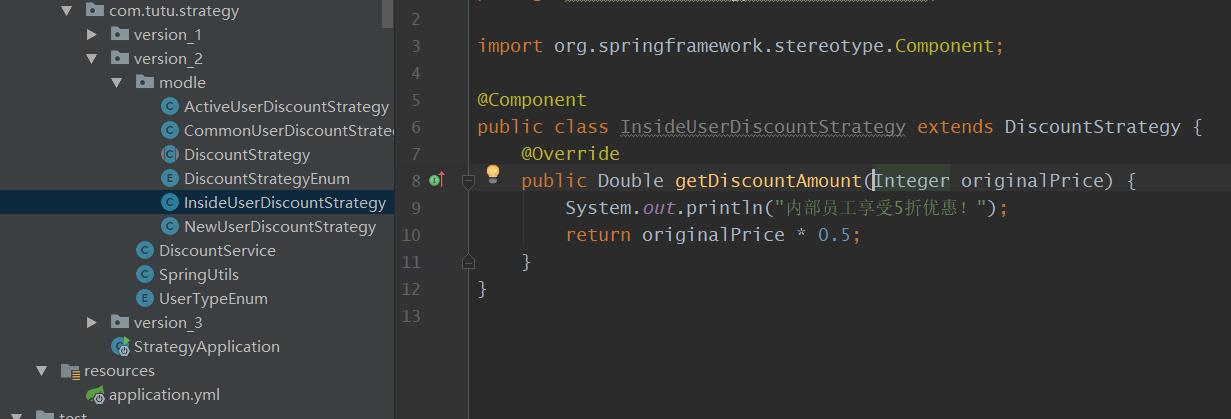 com.tutu.strategy
version_1
version_2
modle
ActiveUserDiscountStrategy
CommonUserDiscountStrate
DiscountStrategy
DiscountStrategyEnum
InsideUserDiscountStrategy
NewUserDiscountStrategy
DiscountService
SpringUtils
UserTypeEnum
version_3
StrategyApplication
resources
application.yml
test
2
3 import org.springframework.stereotype.Component;
4
5 @Component
6 public class InsideUserDiscountStrategy extends DiscountStrategy {
7 @Override
8 public Double getDiscountAmount(Integer originalPrice) {
9 System.out.println("内部员工享受5折优惠！");
10 return originalPrice * 0.5;
11 }
12 }
13